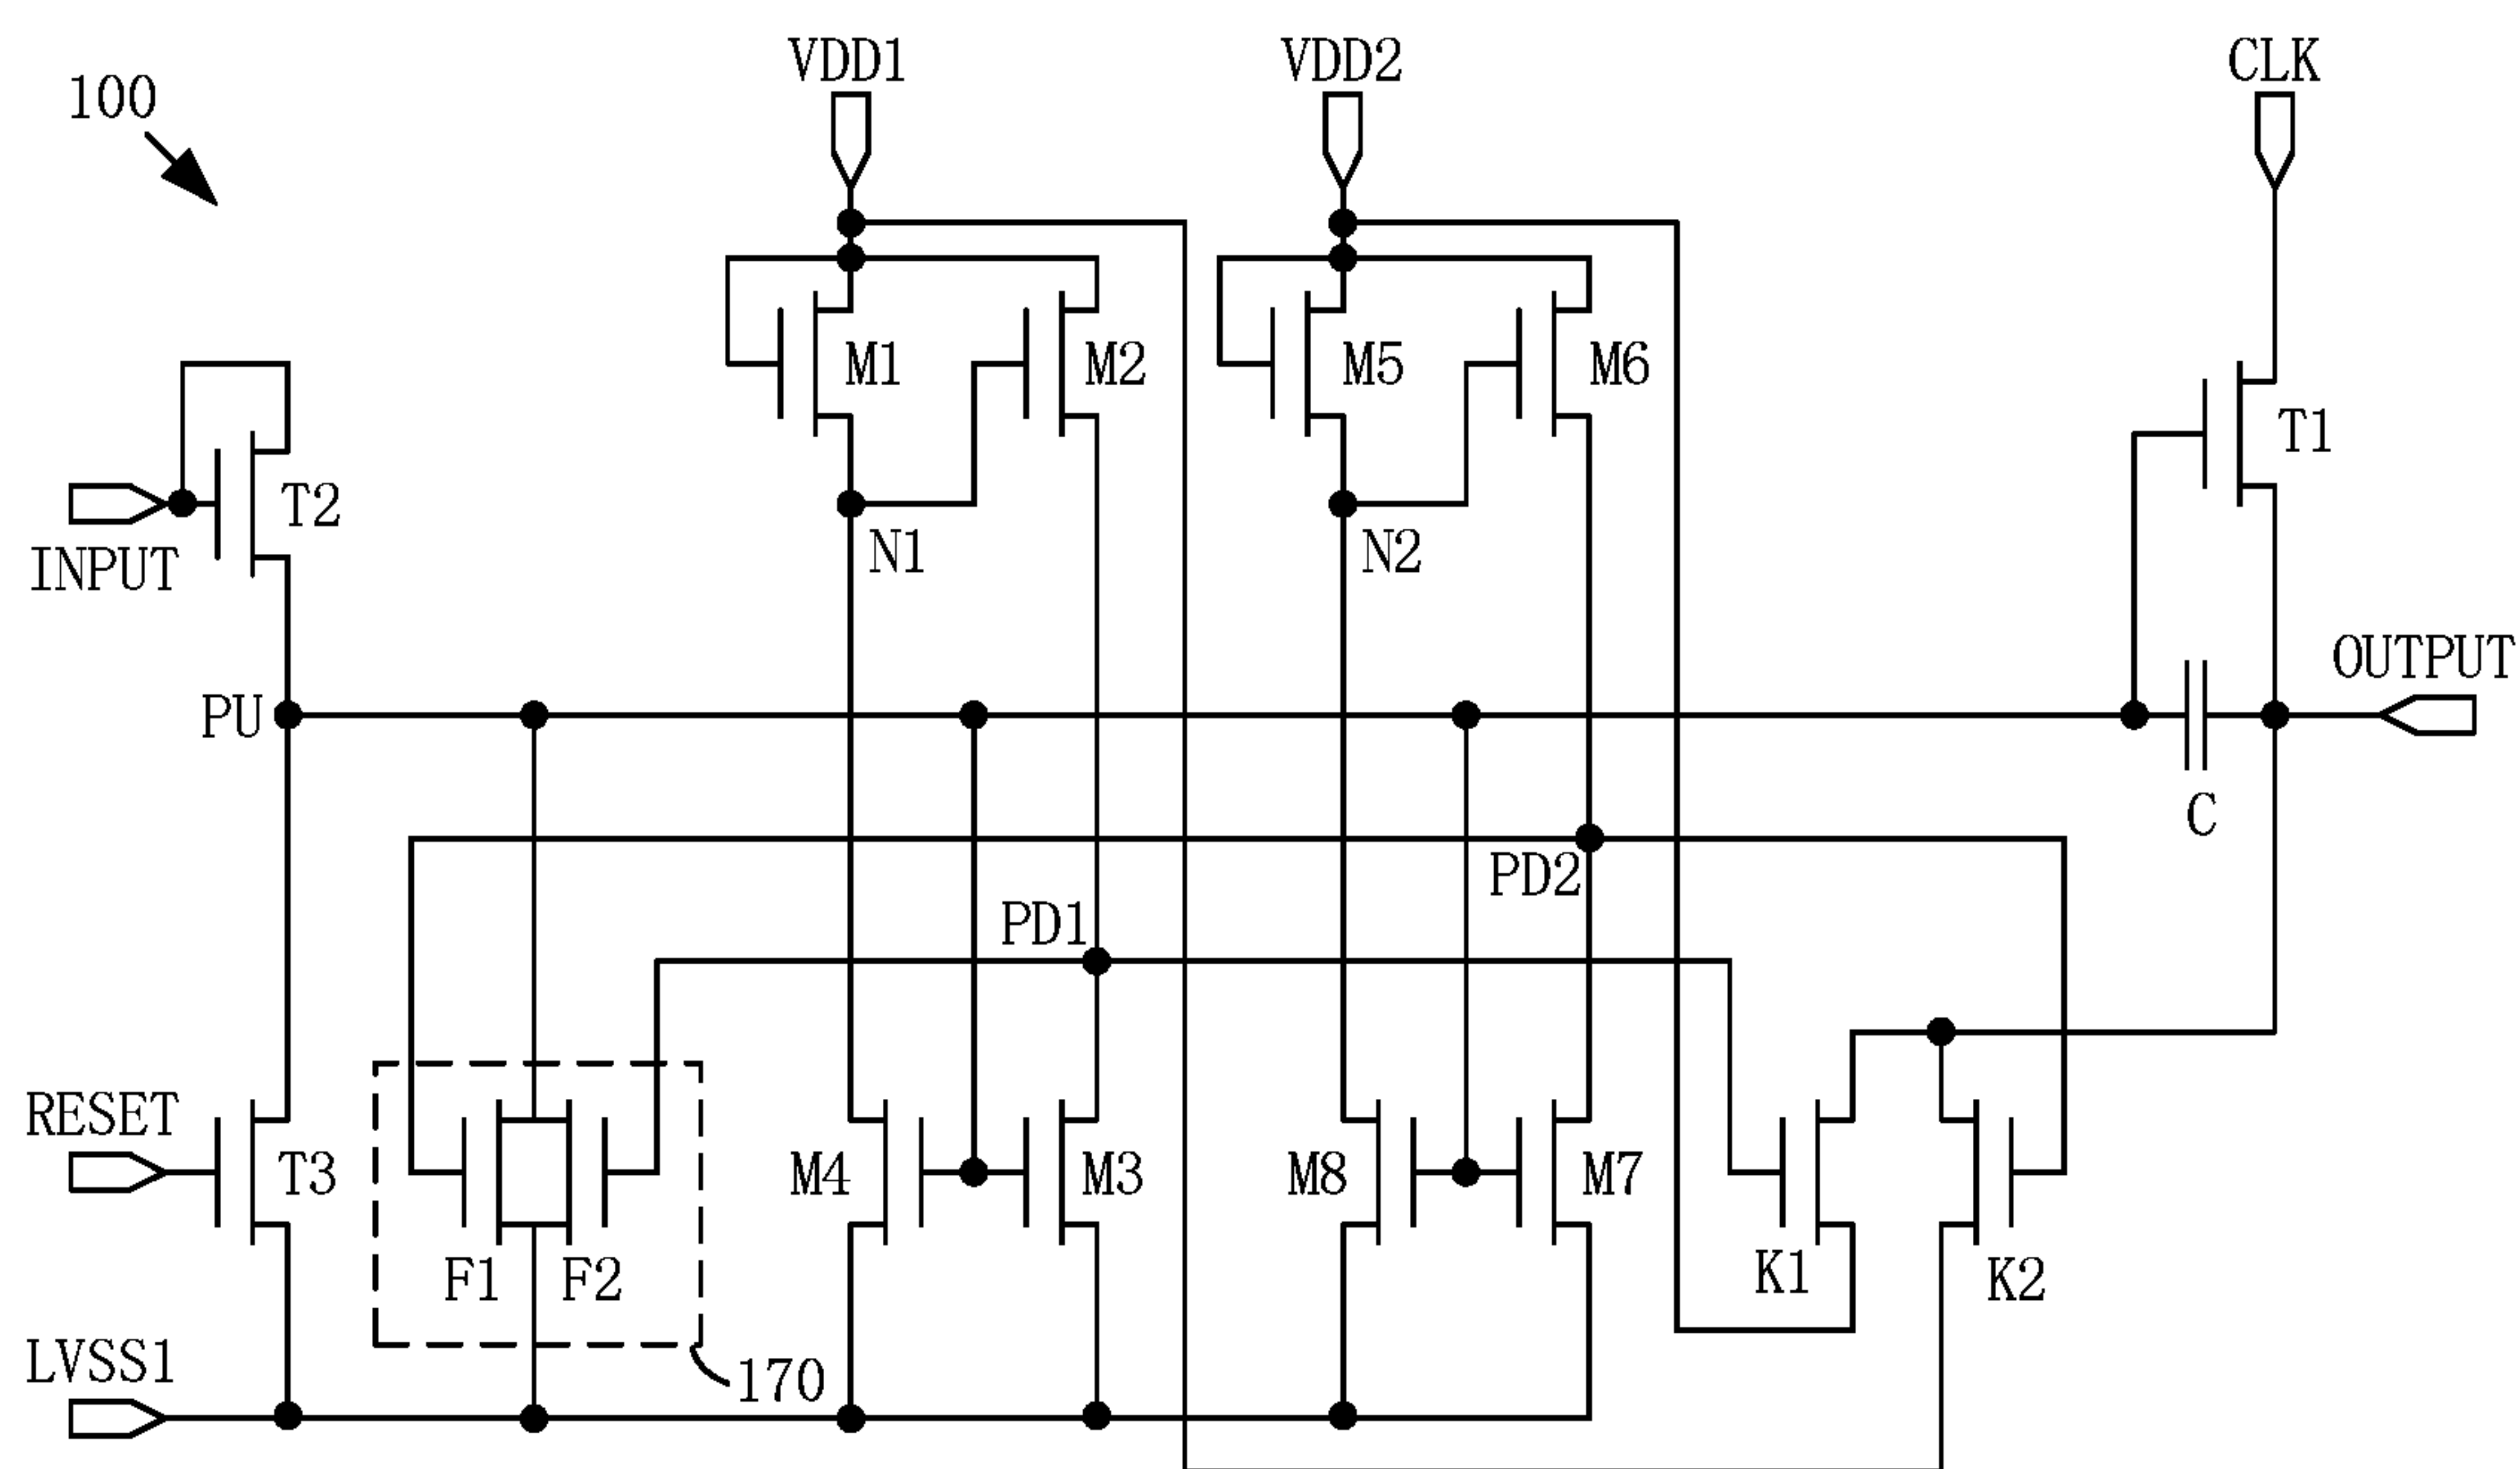 100
VDD1
VDD2
CLK
M1
M2
M5
M6
T1
T2
INPUT
N1
N2
PU
OUTPUT
C
PD2
PD1
RESET
T3
M4
M3
M8
M7
F1
F2
K1
K2
LVSS1
170